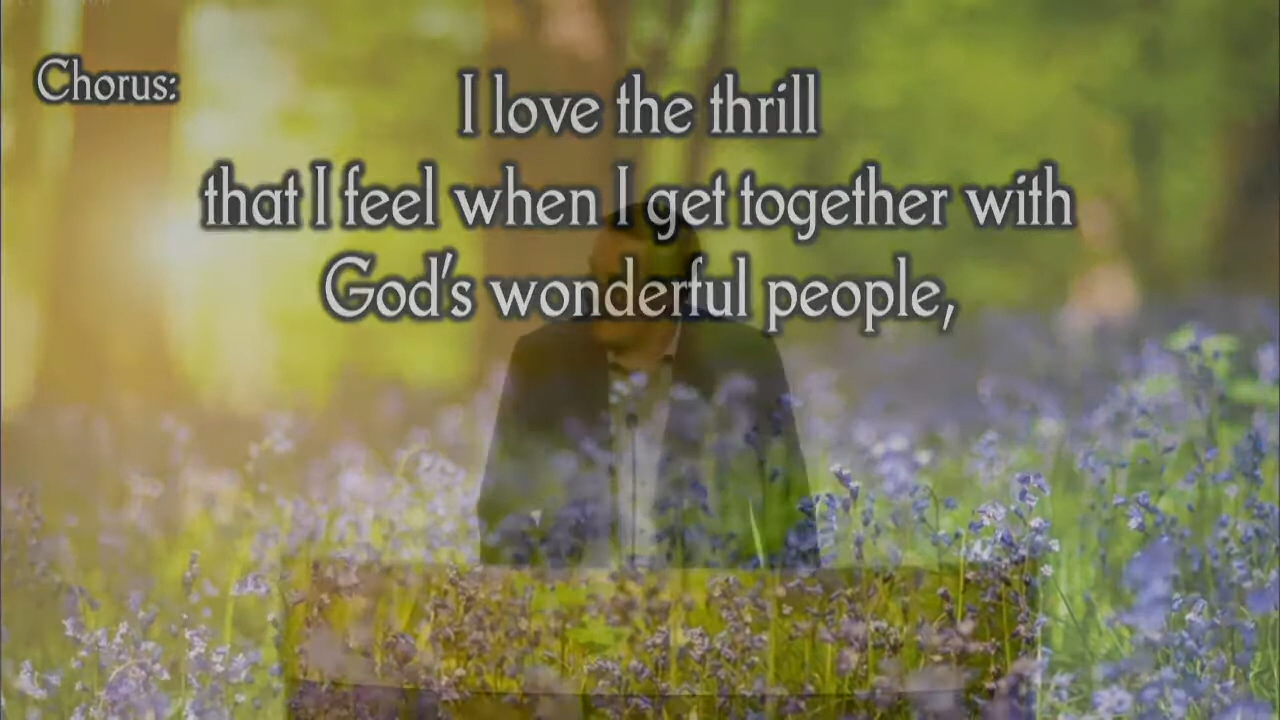 Chorus:
I love the thrill
that I feel when I get together with
God's wonderful people,